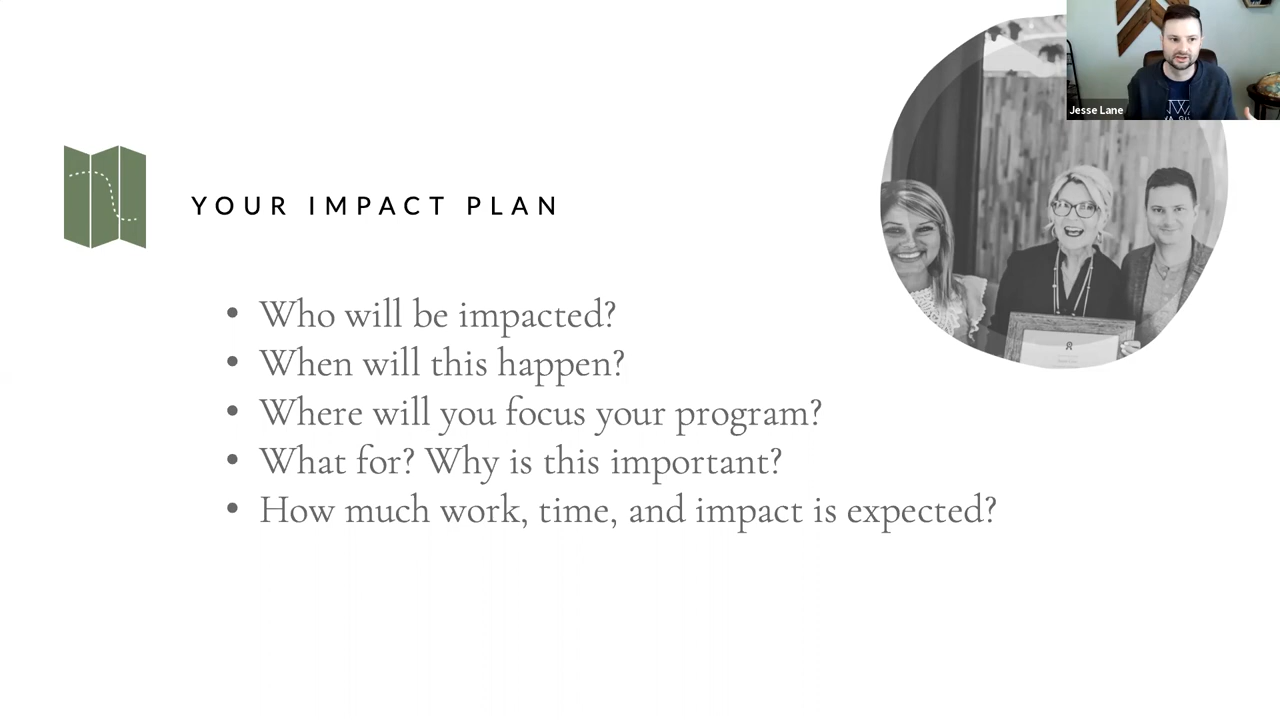 Jesse Lane
YOUR IMPACT PLAN
• Who will be impacted?
• When will this happen?
• Where will you focus your program?
• What for? Why is this important?
• How much work, time, and impact is expected?